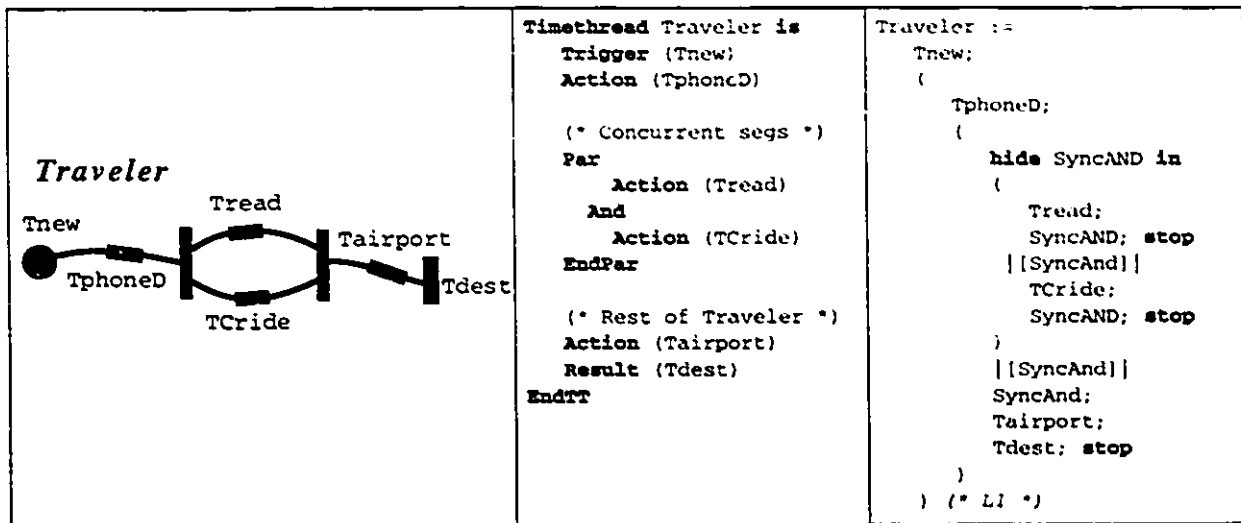 Traveler
Tnew
TphoneD
Tread
TCride
Tairport
Tdest
Timethread Traveler is
Trigger (Tnew)
Action (TphoneD)
(* Concurrent segs *)
Par
Action (Tread)
And
Action (TCride)
EndPar
(* Rest of Traveler *)
Action (Tairport)
Result (Tdest)
EndTT
Traveler :=
Tnew;
(
TphoneD;
(
hide SyncAND in
(
Tread;
SyncAND; stop
|[SyncAnd]|
TCride;
SyncAND; stop
)
|[SyncAnd]|
SyncAnd;
Tairport;
Tdest; stop
)
) (* LI *)